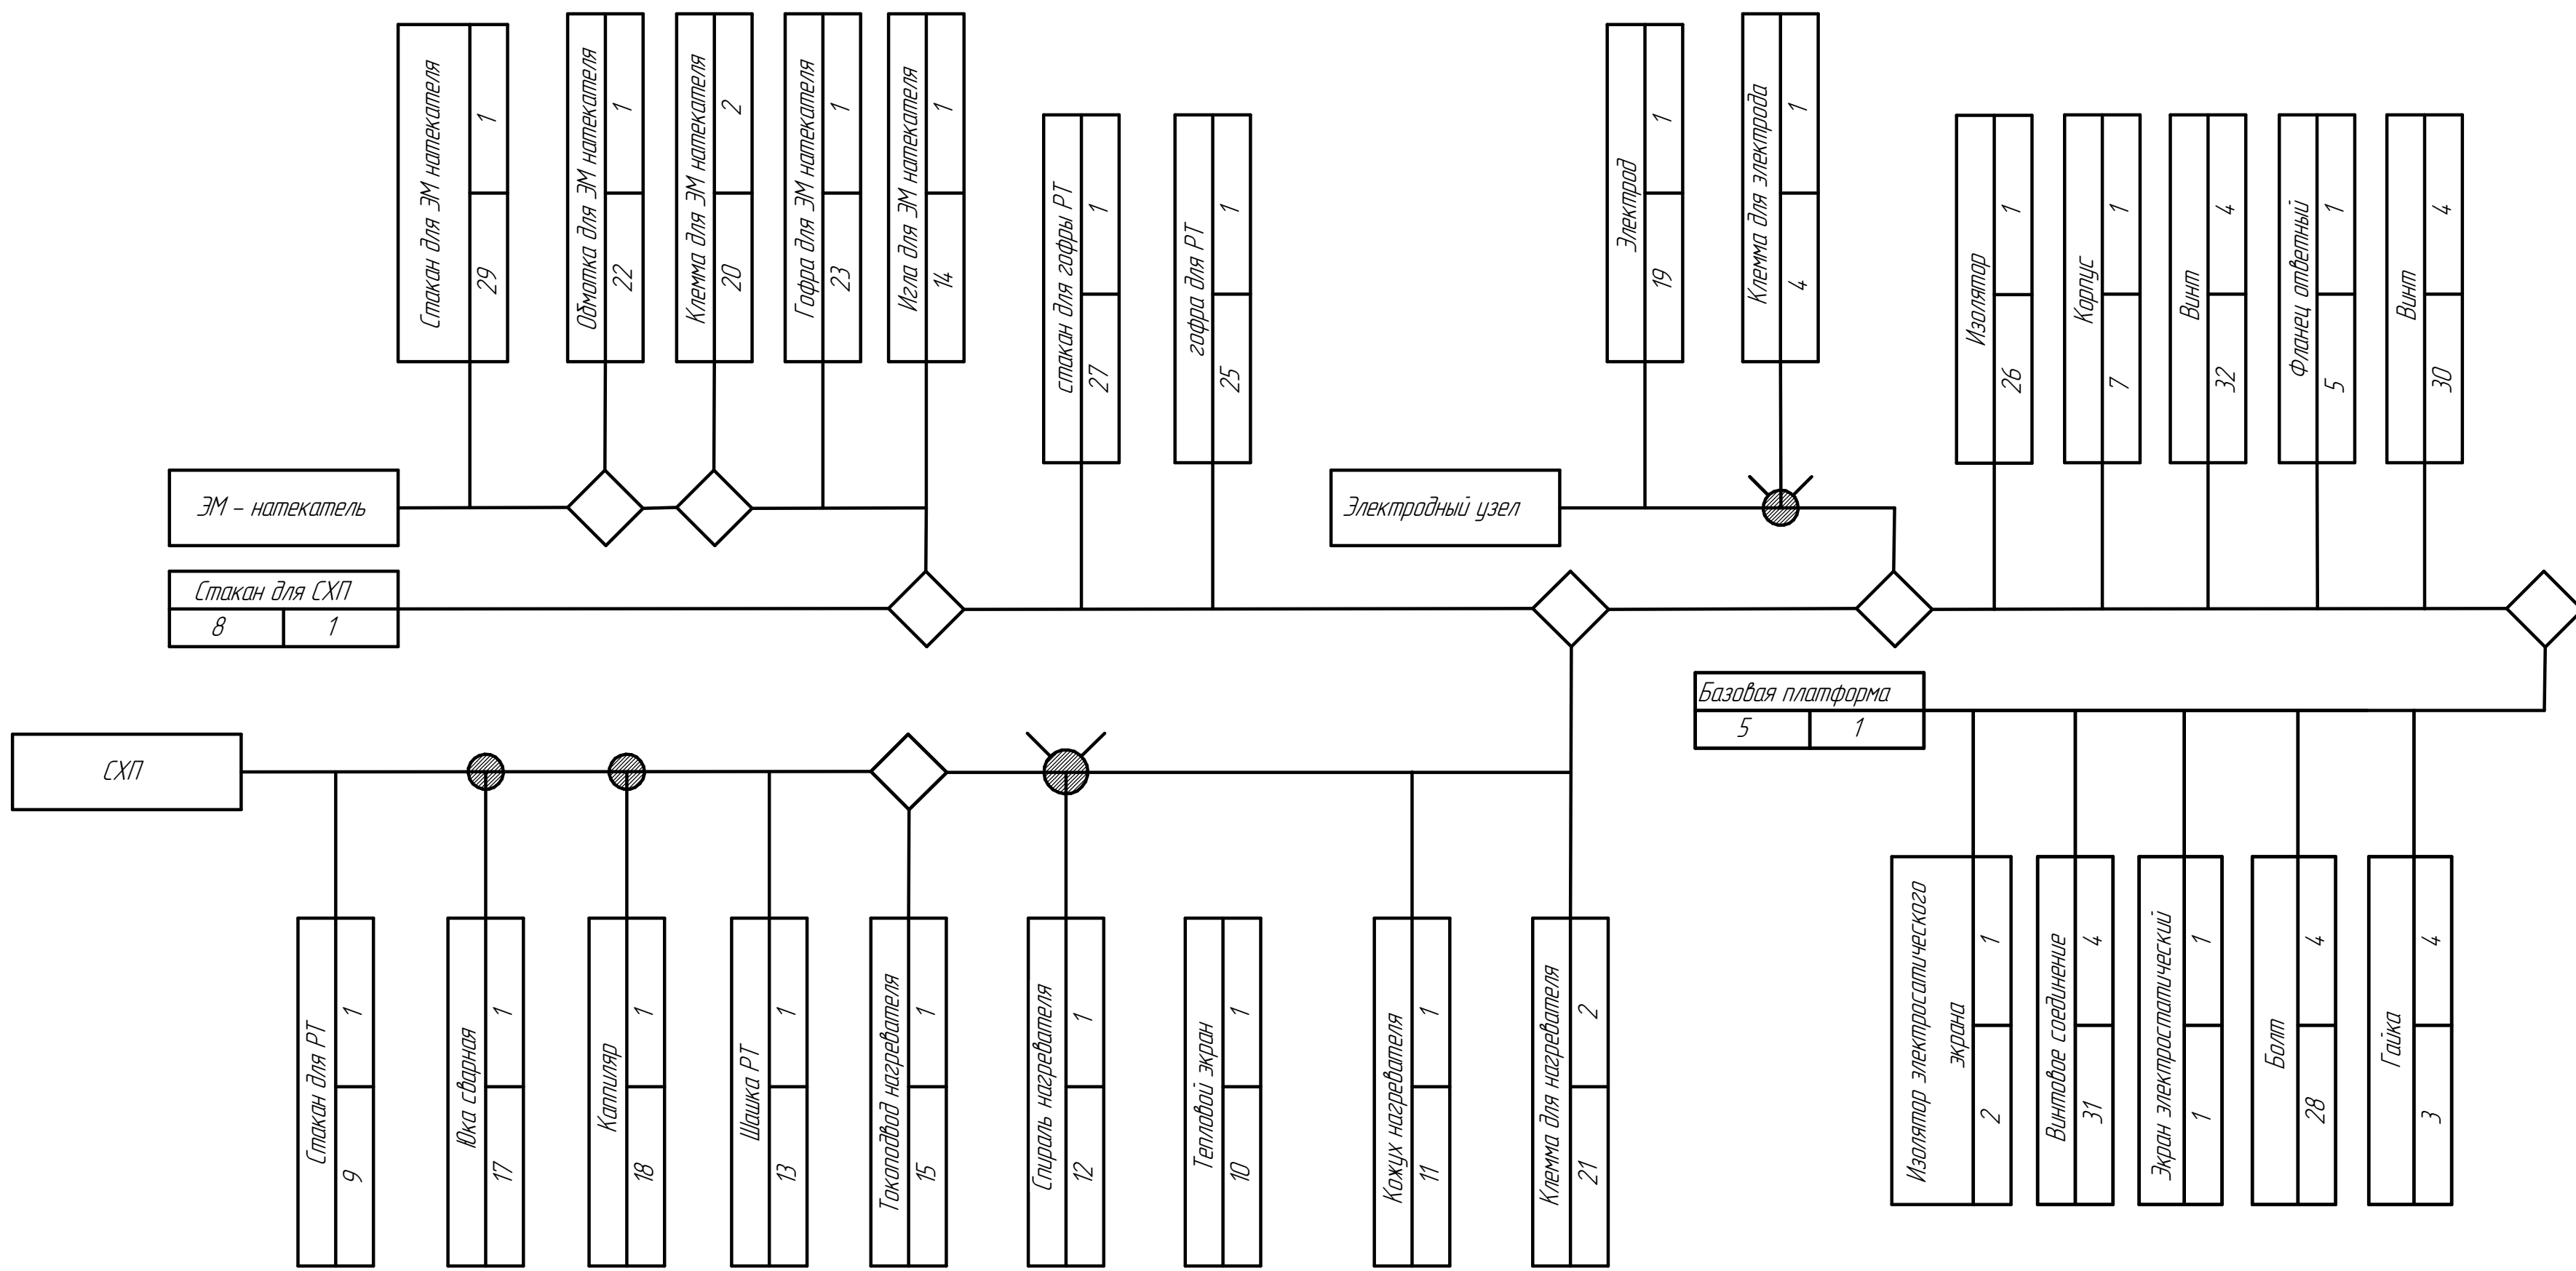 Стакан для ЭМ натекателя
1
29
Обмотка для ЭМ натекателя
1
22
Клемма для ЭМ натекателя
2
20
Гофра для ЭМ натекателя
1
23
Игла для ЭМ натекателя
1
14
стакан для гофры РТ
1
27
гофра для РТ
1
25
Электрод
1
19
Клемма для электрода
1
4
Изолятор
1
26
Корпус
1
7
Винт
4
32
Фланец ответный
1
5
Винт
4
30
ЭМ – натекатель
Электродный узел
Стакан для СХП
8 1
Базовая платформа
5 1
СХП
Стакан для РТ
1
9
Юка сварная
1
17
Каппиляр
1
18
Шашка РТ
1
13
Токоподвод нагревателя
1
15
Спираль нагревателя
1
12
Тепловой экран
1
10
Кожух нагревателя
1
11
Клемма для нагревателя
2
21
Изолятор электросатического
экрана
1
2
Винтовое соединение
4
31
Экран электростатический
1
1
Болт
4
28
Гайка
4
3